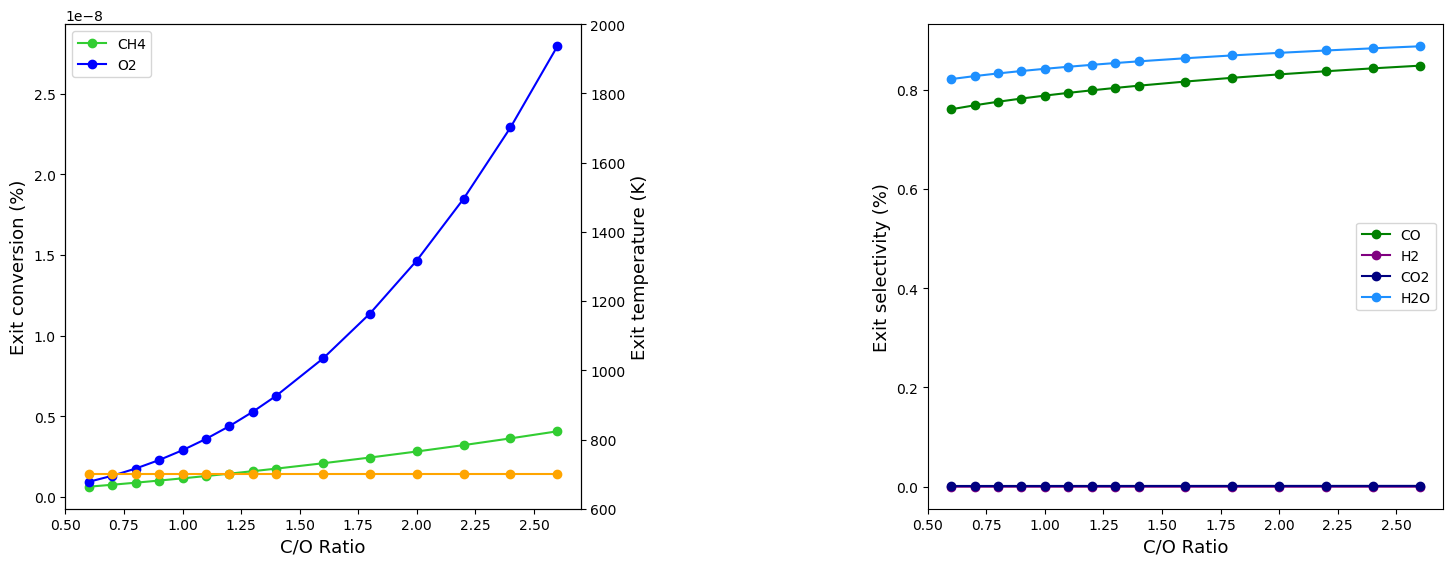 1e−8
CH4
O2
Exit conversion (%)
2.5
2.0
1.5
1.0
0.5
0.0
0.50 0.75 1.00 1.25 1.50 1.75 2.00 2.25 2.50
C/O Ratio
2000
1800
1600
1400
1200
1000
800
600
Exit temperature (K)
Exit selectivity (%)
0.8
0.6
0.4
0.2
0.0
CO
H2
CO2
H2O
0.50 0.75 1.00 1.25 1.50 1.75 2.00 2.25 2.50
C/O Ratio